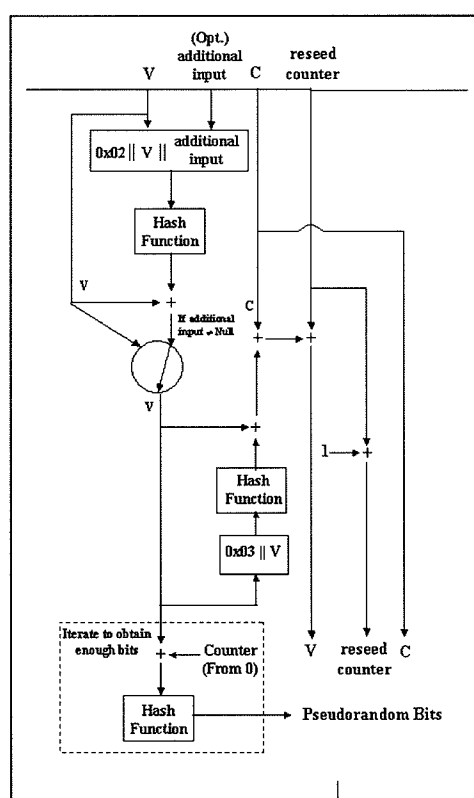 (Opt.)
additional
input
V
C
reseed
counter
0x02 || V || additional
input
Hash
Function
V
+
If additional
input ≠ Null
C
+
+
V
+
1
+
Hash
Function
0x03 || V
Iterate to obtain
enough bits
+
Counter
(From 0)
V
reseed
counter
C
Hash
Function
Pseudorandom Bits